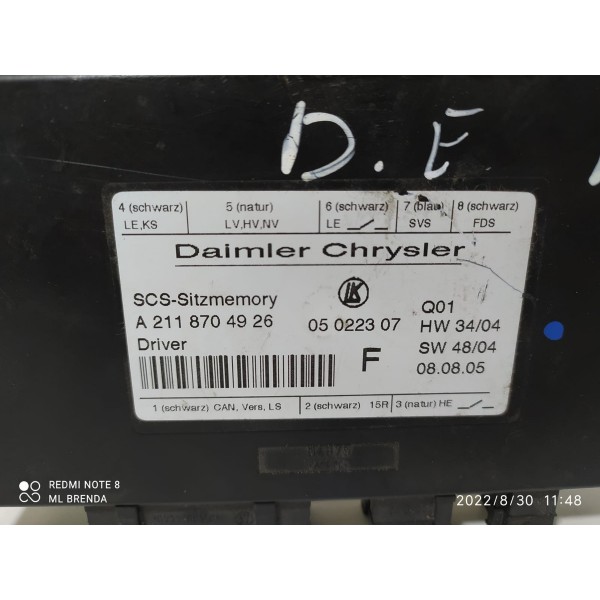 D.E
4 (schwarz) 5 (natur) 6 (schwarz) 7 (blau) 8 (schwarz)
LE,KS LV,HV,NV LE SVS FDS
Daimler Chrysler
SCS-Sitzmemory LK Q01
A 211 870 49 26 05 0223 07 HW 34/04
Driver F SW 48/04
08.08.05
1 (schwarz) CAN, Vers, LS 2 (schwarz) 15R 3 (natur) HE
REDMI NOTE 8
ML BRENDA
2022/8/30 11:48